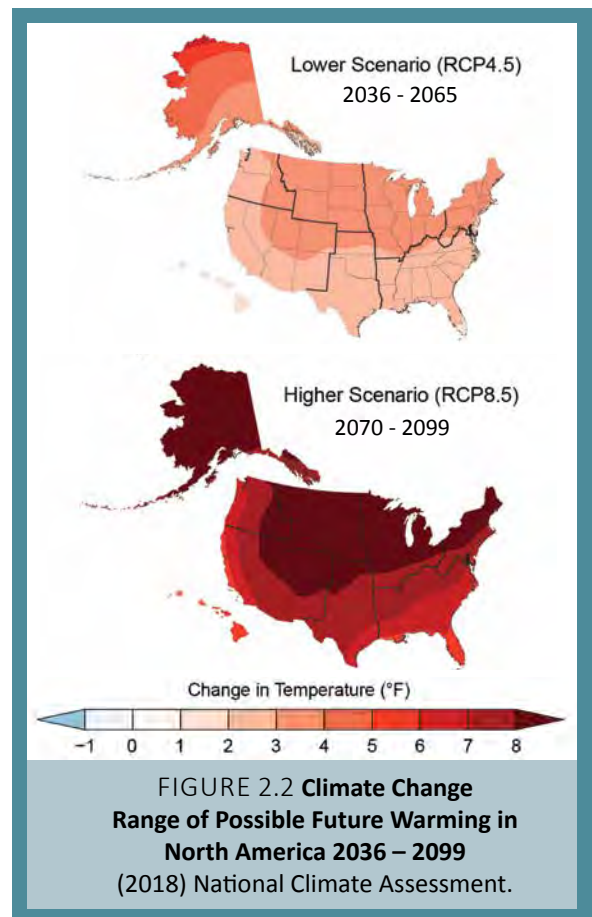 Lower Scenario (RCP4.5)
2036 - 2065
Higher Scenario (RCP8.5)
2070 - 2099
Change in Temperature (°F)
−1 0 1 2 3 4 5 6 7 8
FIGURE 2.2 Climate Change
Range of Possible Future Warming in
North America 2036 – 2099
(2018) National Climate Assessment.